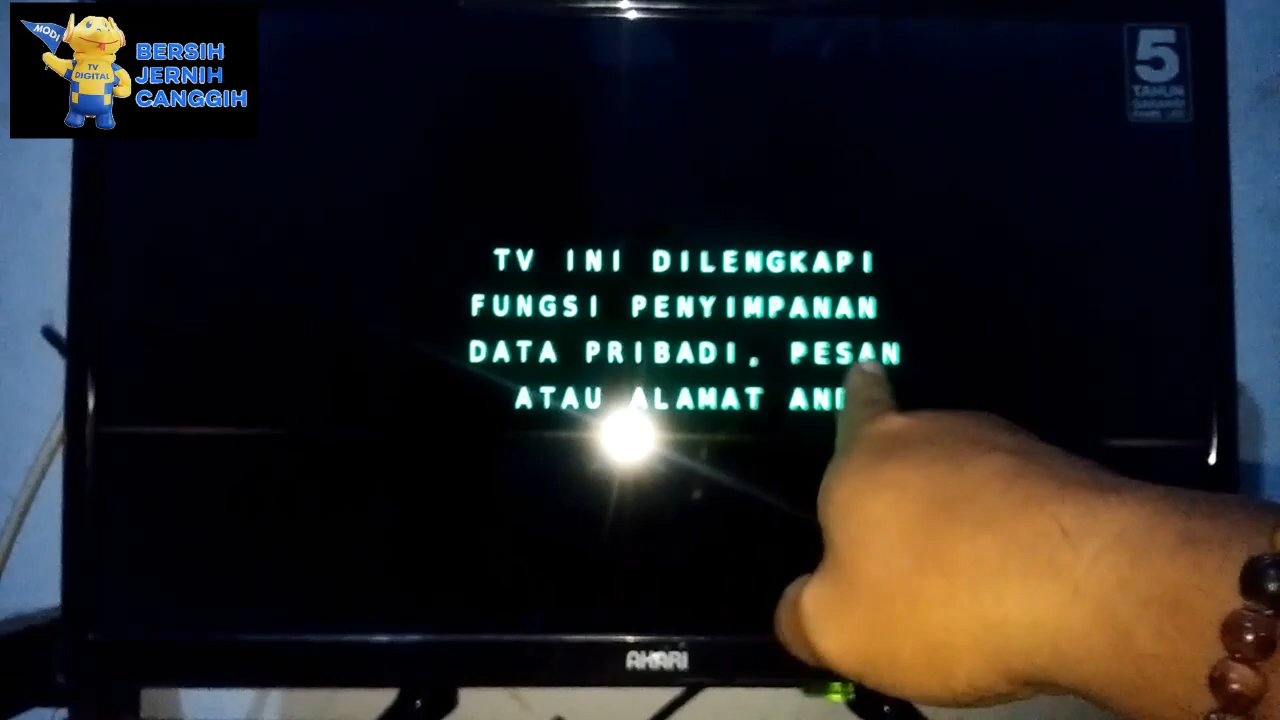 MODI
TV
DIGITAL
BERSIH
JERNIH
CANGGIH
5
TAHUN
TV INI DILENGKAPI
FUNGSI PENYIMPANAN
DATA PRIBADI, PESAN
ATAU ALAMAT
AKARI